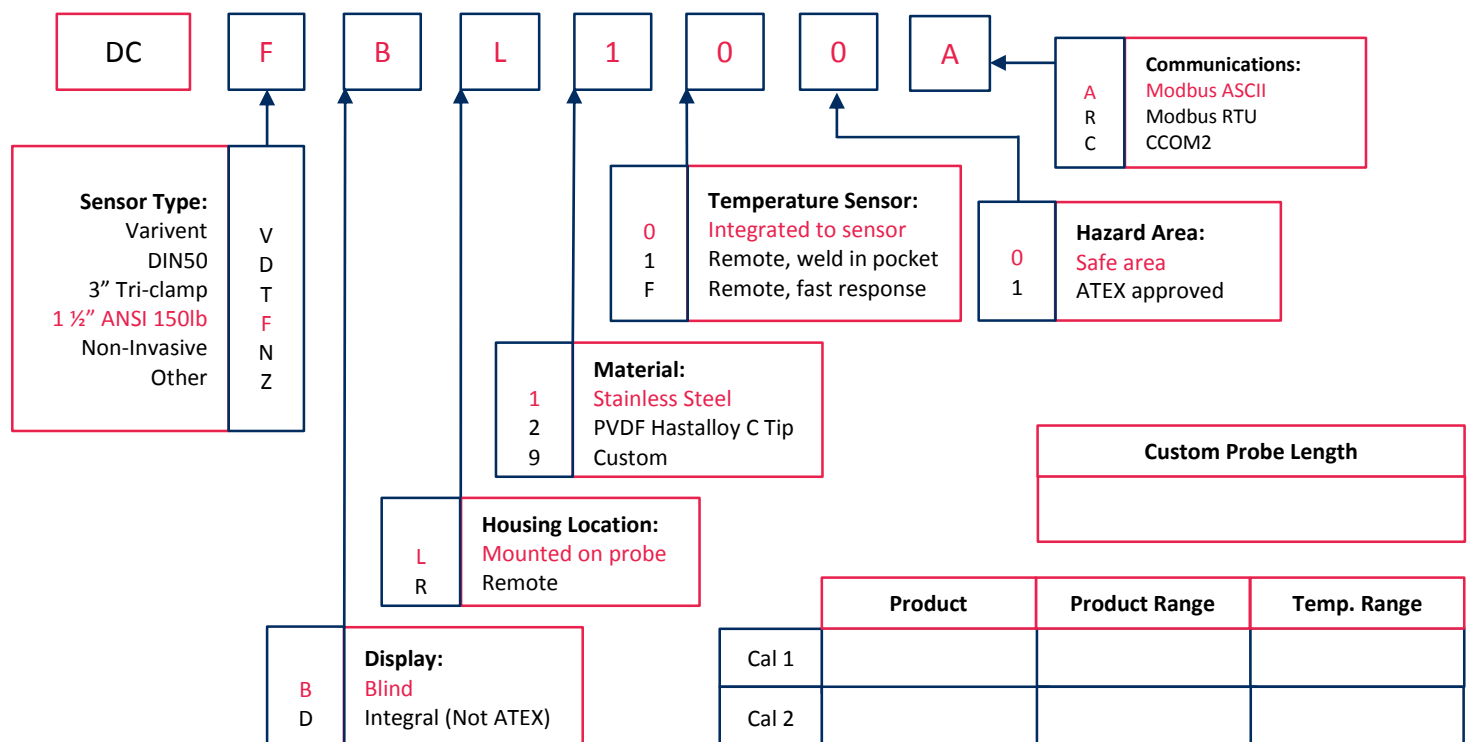 DC F B L 1 0 0 A
Communications:
A Modbus ASCII
R Modbus RTU
C CCOM2
Sensor Type:
Varivent V
DIN50 D
3” Tri-clamp T
1 ½” ANSI 150lb F
Non-Invasive N
Other Z
Temperature Sensor:
0 Integrated to sensor
1 Remote, weld in pocket
F Remote, fast response
Hazard Area:
0 Safe area
1 ATEX approved
Material:
1 Stainless Steel
2 PVDF Hastalloy C Tip
9 Custom
Custom Probe Length
Housing Location:
L Mounted on probe
R Remote
Display:
B Blind
D Integral (Not ATEX)
Product Product Range Temp. Range
Cal 1
Cal 2